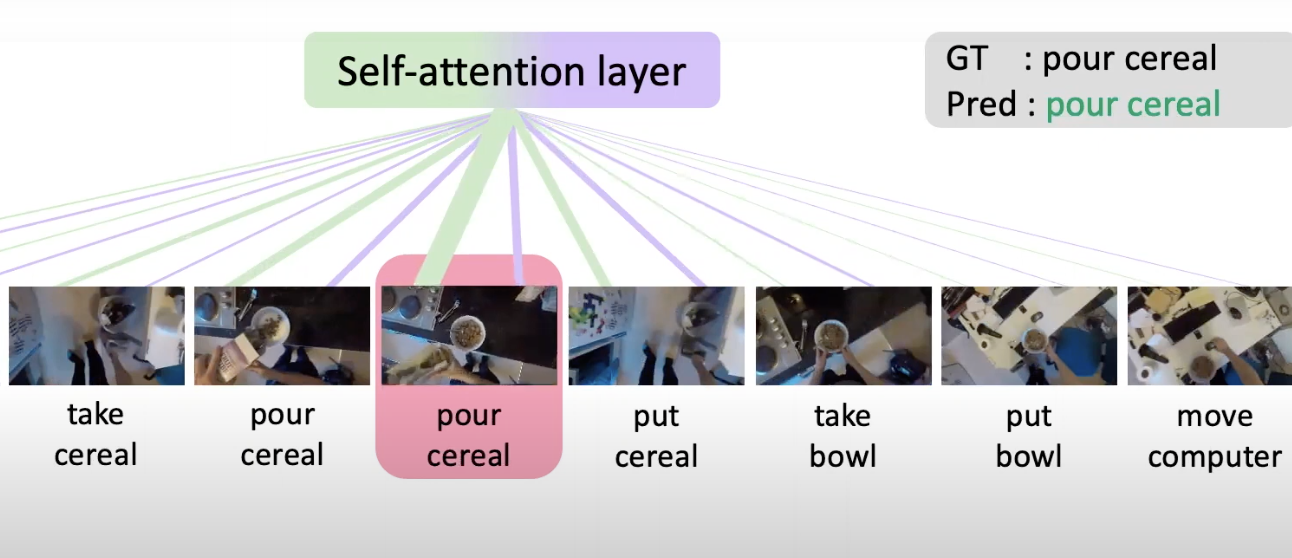 Self-attention layer
GT : pour cereal
Pred : pour cereal
take
cereal
pour
cereal
pour
cereal
put
cereal
take
bowl
put
bowl
move
computer